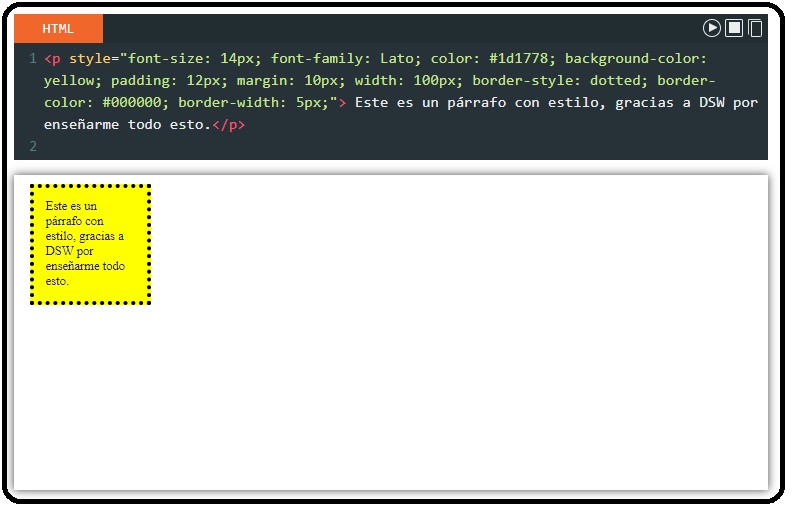 HTML
1 <p style="font-size: 14px; font-family: Lato; color: #1d1778; background-color:
yellow; padding: 12px; margin: 10px; width: 100px; border-style: dotted; border-
color: #000000; border-width: 5px;"> Este es un párrafo con estilo, gracias a DSW por
enseñarme todo esto.</p>
2
Este es un
párrafo con
estilo, gracias a
DSW por
enseñarme todo
esto.